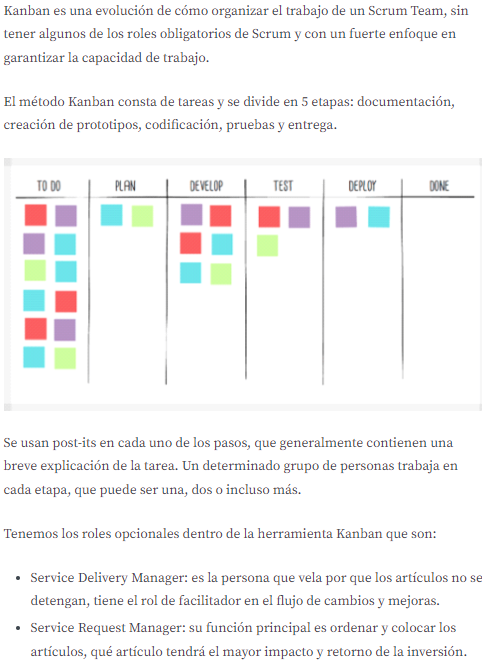 Kanban es una evolución de cómo organizar el trabajo de un Scrum Team, sin
tener algunos de los roles obligatorios de Scrum y con un fuerte enfoque en
garantizar la capacidad de trabajo.
El método Kanban consta de tareas y se divide en 5 etapas: documentación,
creación de prototipos, codificación, pruebas y entrega.
TO DO PLAN DEVELOP TEST DEPLOY DONE
Se usan post-its en cada uno de los pasos, que generalmente contienen una
breve explicación de la tarea. Un determinado grupo de personas trabaja en
cada etapa, que puede ser una, dos o incluso más.
Tenemos los roles opcionales dentro de la herramienta Kanban que son:
• Service Delivery Manager: es la persona que vela por que los artículos no se
detengan, tiene el rol de facilitador en el flujo de cambios y mejoras.
• Service Request Manager: su función principal es ordenar y colocar los
artículos, qué artículo tendrá el mayor impacto y retorno de la inversión.